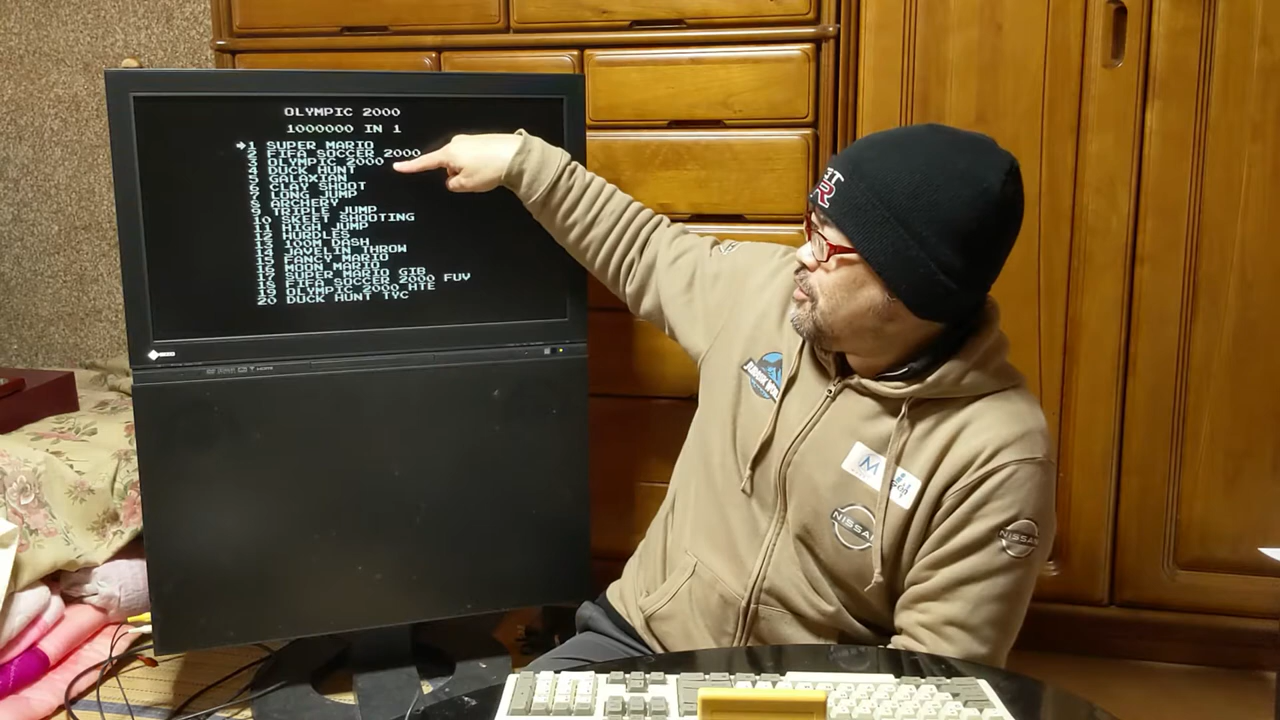 OLYMPIC 2000
1000000 IN 1
1 SUPER MARIO
2 FIFA SOCCER 2000
3 OLYMPIC 2000
4 DUCK HUNT
5 GALAXIAN
6 CLAY SHOOT
7 LONG JUMP
8 ARCHERY
9 TRIPLE JUMP
10 SKEET SHOOTING
11 HIGH JUMP
12 HURDLES
13 100M DASH
14 JAVELIN THROW
15 FANCY MARIO
16 MOON MARIO
17 SUPER MARIO GIB
18 FIFA SOCCER 2000 FUV
19 OLYMPIC 2000 HTE
20 DUCK HUNT TYC
NISSAN